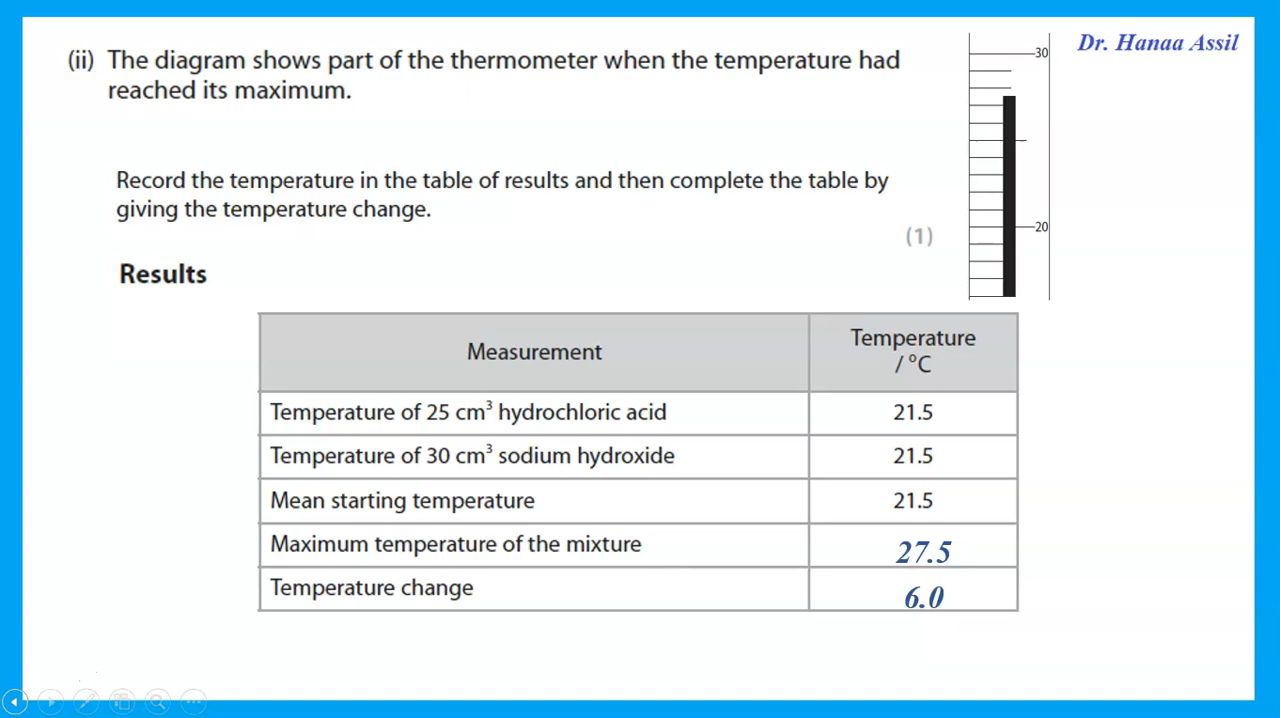 (ii) The diagram shows part of the thermometer when the temperature had
reached its maximum.
30
Dr. Hanaa Assil
Record the temperature in the table of results and then complete the table by
giving the temperature change.
(1)
20
Results
Measurement
Temperature
/ °C
Temperature of 25 cm³ hydrochloric acid 21.5
Temperature of 30 cm³ sodium hydroxide 21.5
Mean starting temperature 21.5
Maximum temperature of the mixture 27.5
Temperature change 6.0